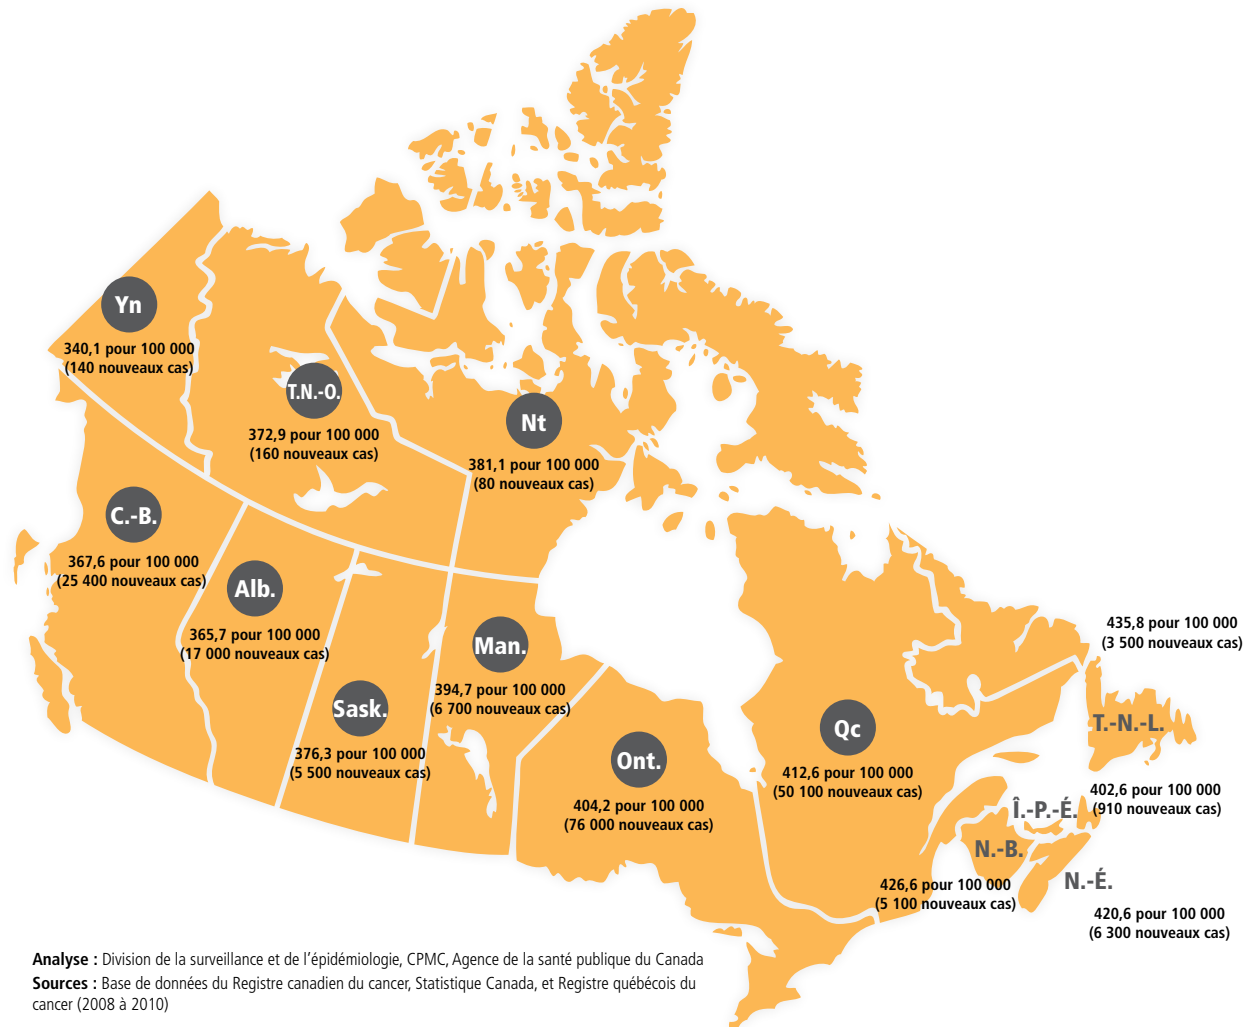 Yn
340,1 pour 100 000
(140 nouveaux cas)
T.N.-O.
372,9 pour 100 000
(160 nouveaux cas)
Nt
381,1 pour 100 000
(80 nouveaux cas)
C.-B.
367,6 pour 100 000
(25 400 nouveaux cas)
Alb.
365,7 pour 100 000
(17 000 nouveaux cas)
Sask.
376,3 pour 100 000
(5 500 nouveaux cas)
Man.
394,7 pour 100 000
(6 700 nouveaux cas)
Ont.
404,2 pour 100 000
(76 000 nouveaux cas)
Qc
412,6 pour 100 000
(50 100 nouveaux cas)
435,8 pour 100 000
(3 500 nouveaux cas)
T.-N.-L.
402,6 pour 100 000
(910 nouveaux cas)
Î.-P.-É.
N.-B.
426,6 pour 100 000
(5 100 nouveaux cas)
N.-É.
420,6 pour 100 000
(6 300 nouveaux cas)
Analyse : Division de la surveillance et de l'épidémiologie, CPMC, Agence de la santé publique du Canada
Sources : Base de données du Registre canadien du cancer, Statistique Canada, et Registre québécois du
cancer (2008 à 2010)